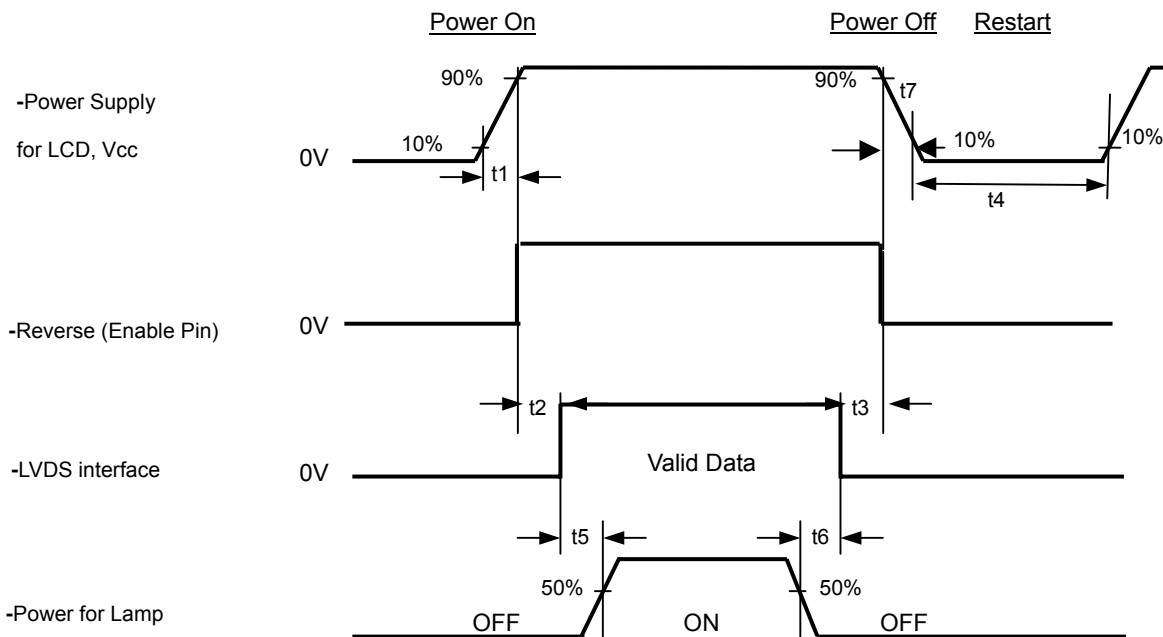 Power On
Power Off
Restart
90%
90%
t7
-Power Supply
for LCD, Vcc
10%
10%
10%
0V
t1
t4
-Reverse (Enable Pin)
0V
t2
t3
-LVDS interface
0V
Valid Data
t5
t6
50%
50%
-Power for Lamp
OFF
ON
OFF